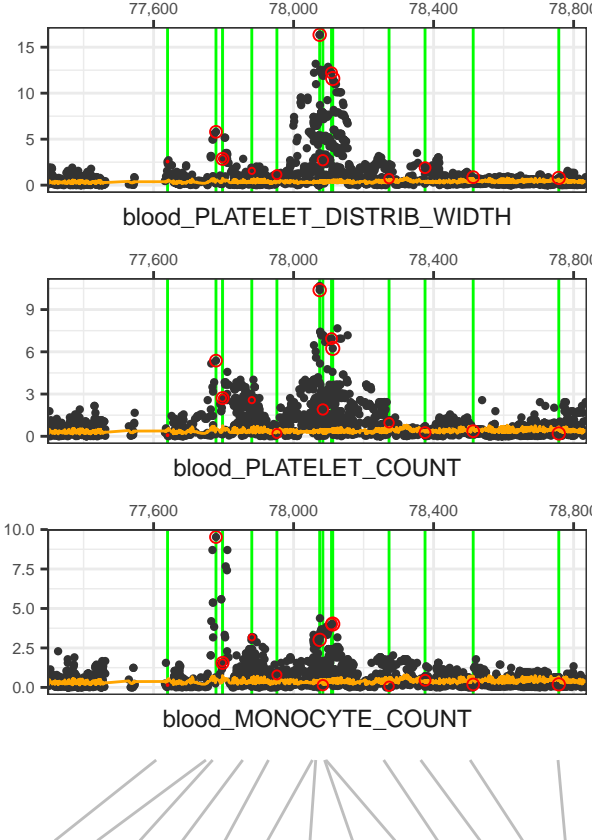 77,600 78,000 78,400 78,800
15
10
5
0
blood_PLATELET_DISTRIB_WIDTH
77,600 78,000 78,400 78,800
9
6
3
0
blood_PLATELET_COUNT
77,600 78,000 78,400 78,800
10.0
7.5
5.0
2.5
0.0
blood_MONOCYTE_COUNT